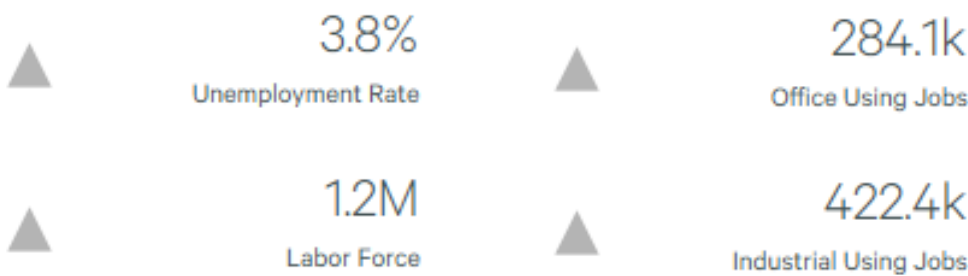 3.8%
Unemployment Rate
284.1k
Office Using Jobs
1.2M
Labor Force
422.4k
Industrial Using Jobs